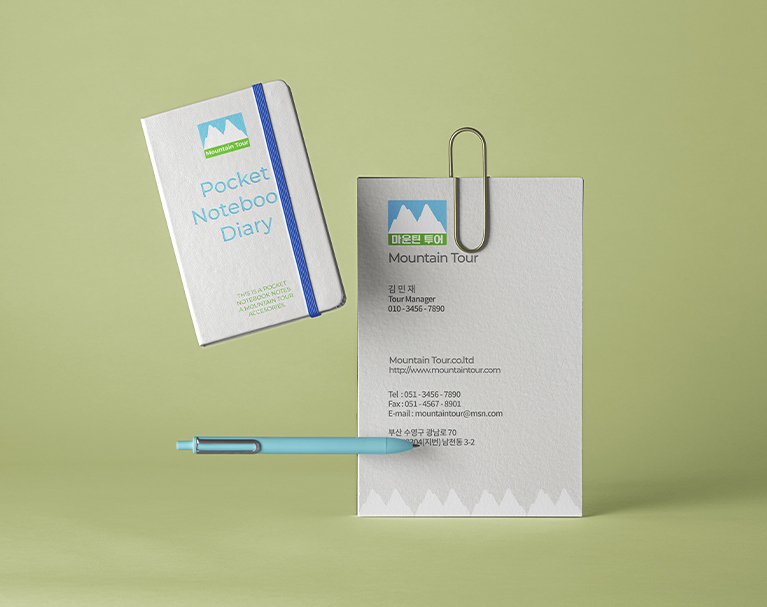 Mountain Tour
Pocket
Noteboo
Diary
THIS IS A POCKET
NOTEBOOK NOTES
A MOUNTAIN TOUR
ACCESORIES.
마운틴 투어
Mountain Tour
김 민 재
Tour Manager
010 - 3456 - 7890
Mountain Tour.co.ltd
http://www.mountaintour.com
Tel : 051 - 3456 - 7890
Fax : 051 - 4567 - 8901
E-mail : mountaintour@msn.com
부산 수영구 광남로 70
(지번) 남천동 3-2